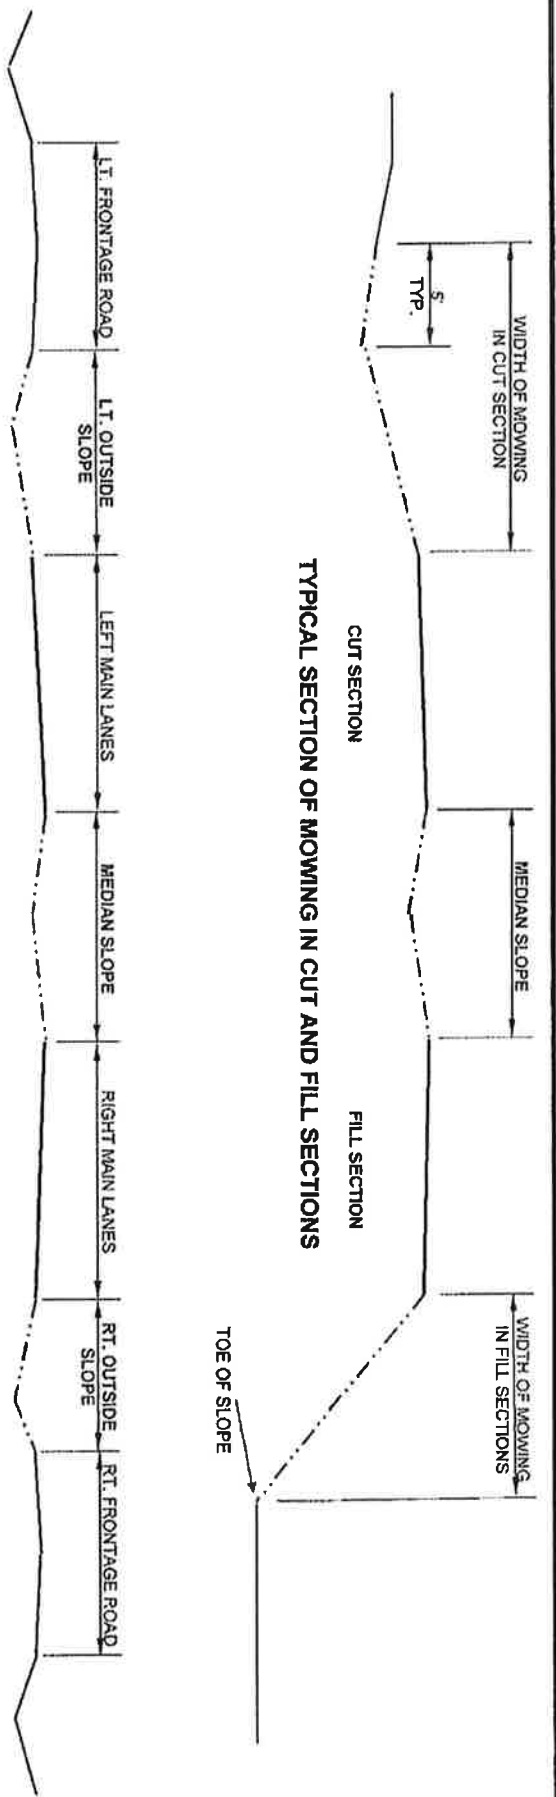 WIDTH OF MOWING
IN CUT SECTION
MEDIAN SLOPE
WIDTH OF MOWING
IN FILL SECTIONS
5'
TYP.
CUT SECTION
FILL SECTION
TYPICAL SECTION OF MOWING IN CUT AND FILL SECTIONS
TOE OF SLOPE
LT. FRONTAGE ROAD
LT. OUTSIDE
SLOPE
LEFT MAIN LANES
MEDIAN SLOPE
RIGHT MAIN LANES
RT. OUTSIDE
SLOPE
RT. FRONTAGE ROAD